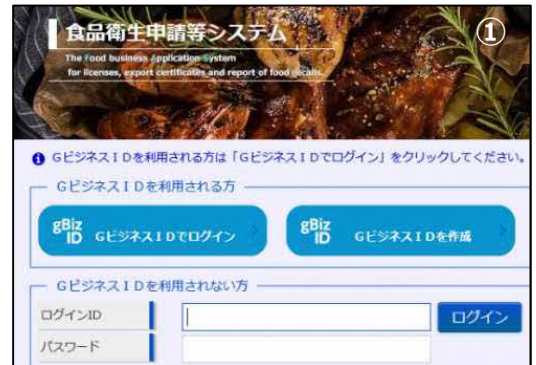 食品衛生申請等システム
①
The Food business Application System
for licenses, export certificates and report of food recalls.
GビジネスIDを利用される方は「GビジネスIDでログイン」をクリックしてください。
GビジネスIDを利用される方
gBiz ID GビジネスIDでログイン
gBiz ID GビジネスIDを作成
GビジネスIDを利用されない方
ログインID
ログイン
パスワード